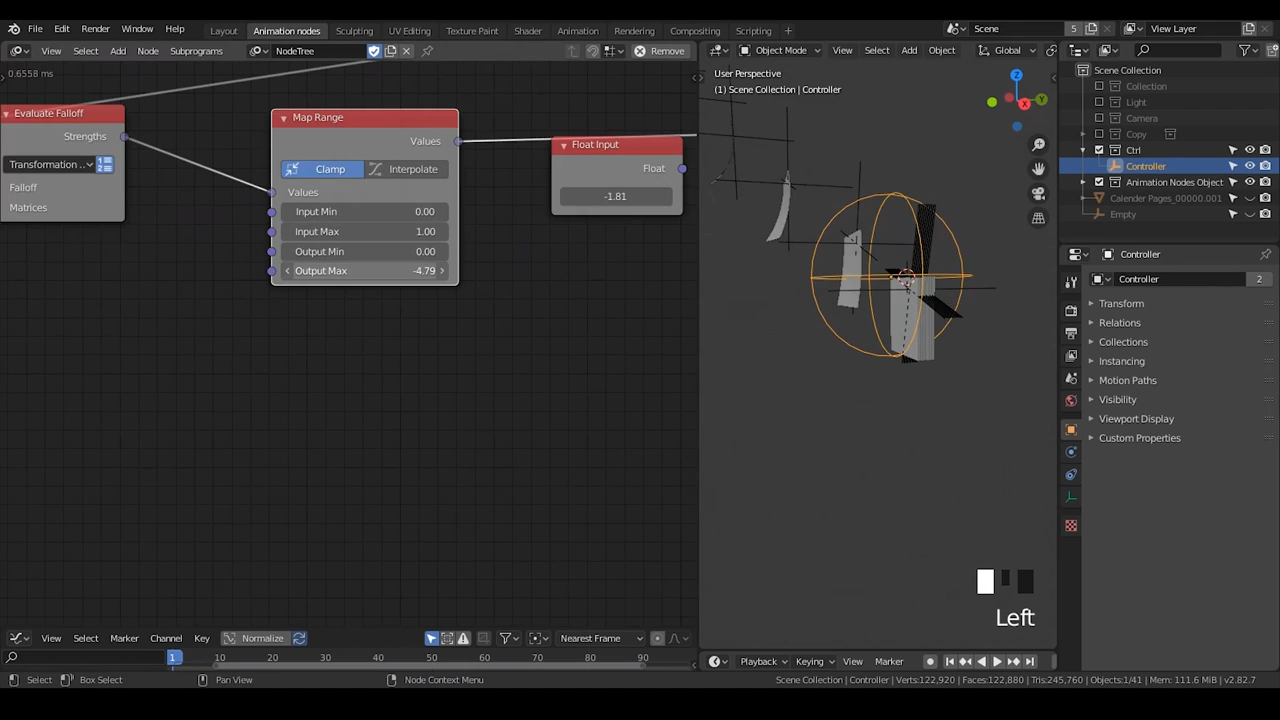 File Edit Render Window Help Layout Animation nodes Sculpting UV Editing Texture Paint Shader Animation Rendering Compositing Scripting + Scene 5 View Layer
View Select Add Node Subprograms NodeTree Remove
Object Mode View Select Add Object Global
0.6558 ms
User Perspective
(1) Scene Collection | Controller
Evaluate Falloff
Strengths
Transformation ..
Falloff
Matrices
Map Range
Values
Clamp Interpolate
Values
Input Min 0.00
Input Max 1.00
Output Min 0.00
Output Max -4.79
Float Input
Float
-1.81
Z
Y
X
Left
Scene Collection
Collection
Light
Camera
Copy
Ctrl
Controller
Animation Nodes Object
Calender Pages_00000.001
Empty
Controller
Controller 2
Transform
Relations
Collections
Instancing
Motion Paths
Visibility
Viewport Display
Custom Properties
View Select Marker Channel Key Normalize Nearest Frame
1 10 20 30 40 50 60 70 80 90
Playback Keying View Marker
Select Box Select Pan View Node Context Menu
Scene Collection | Controller | Verts:122,920 | Faces:122,880 | Tris:245,760 | Objects:1/41 | Mem: 111.6 MiB | v2.82.7